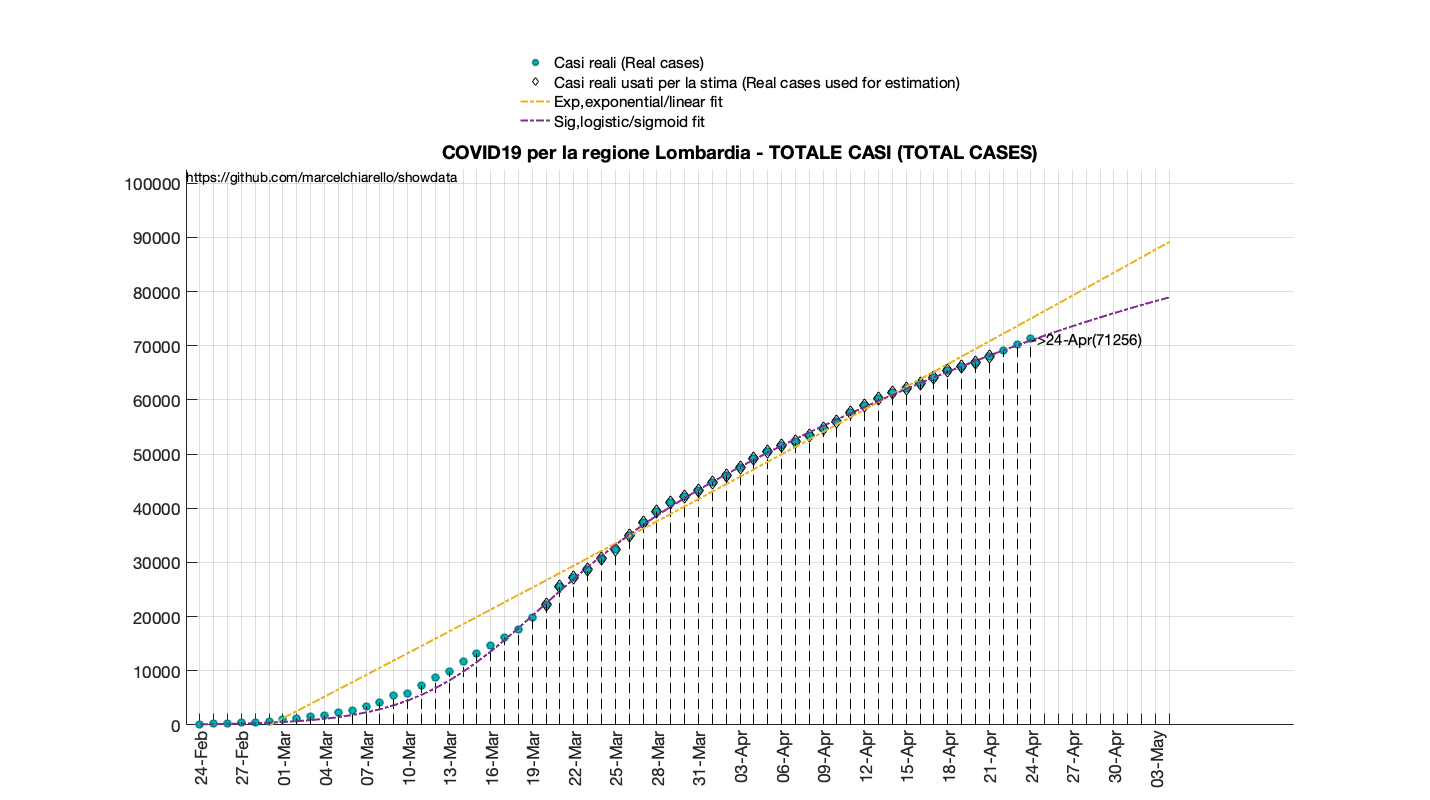 Casi reali (Real cases)
Casi reali usati per la stima (Real cases used for estimation)
Exp,exponential/linear fit
Sig,logistic/sigmoid fit
COVID19 per la regione Lombardia - TOTALE CASI (TOTAL CASES)
https://github.com/marcelchiarello/showdata
100000
90000
80000
70000
60000
50000
40000
30000
20000
10000
0
>24-Apr(71256)
24-Feb
27-Feb
01-Mar
04-Mar
07-Mar
10-Mar
13-Mar
16-Mar
19-Mar
22-Mar
25-Mar
28-Mar
31-Mar
03-Apr
06-Apr
09-Apr
12-Apr
15-Apr
18-Apr
21-Apr
24-Apr
27-Apr
30-Apr
03-May